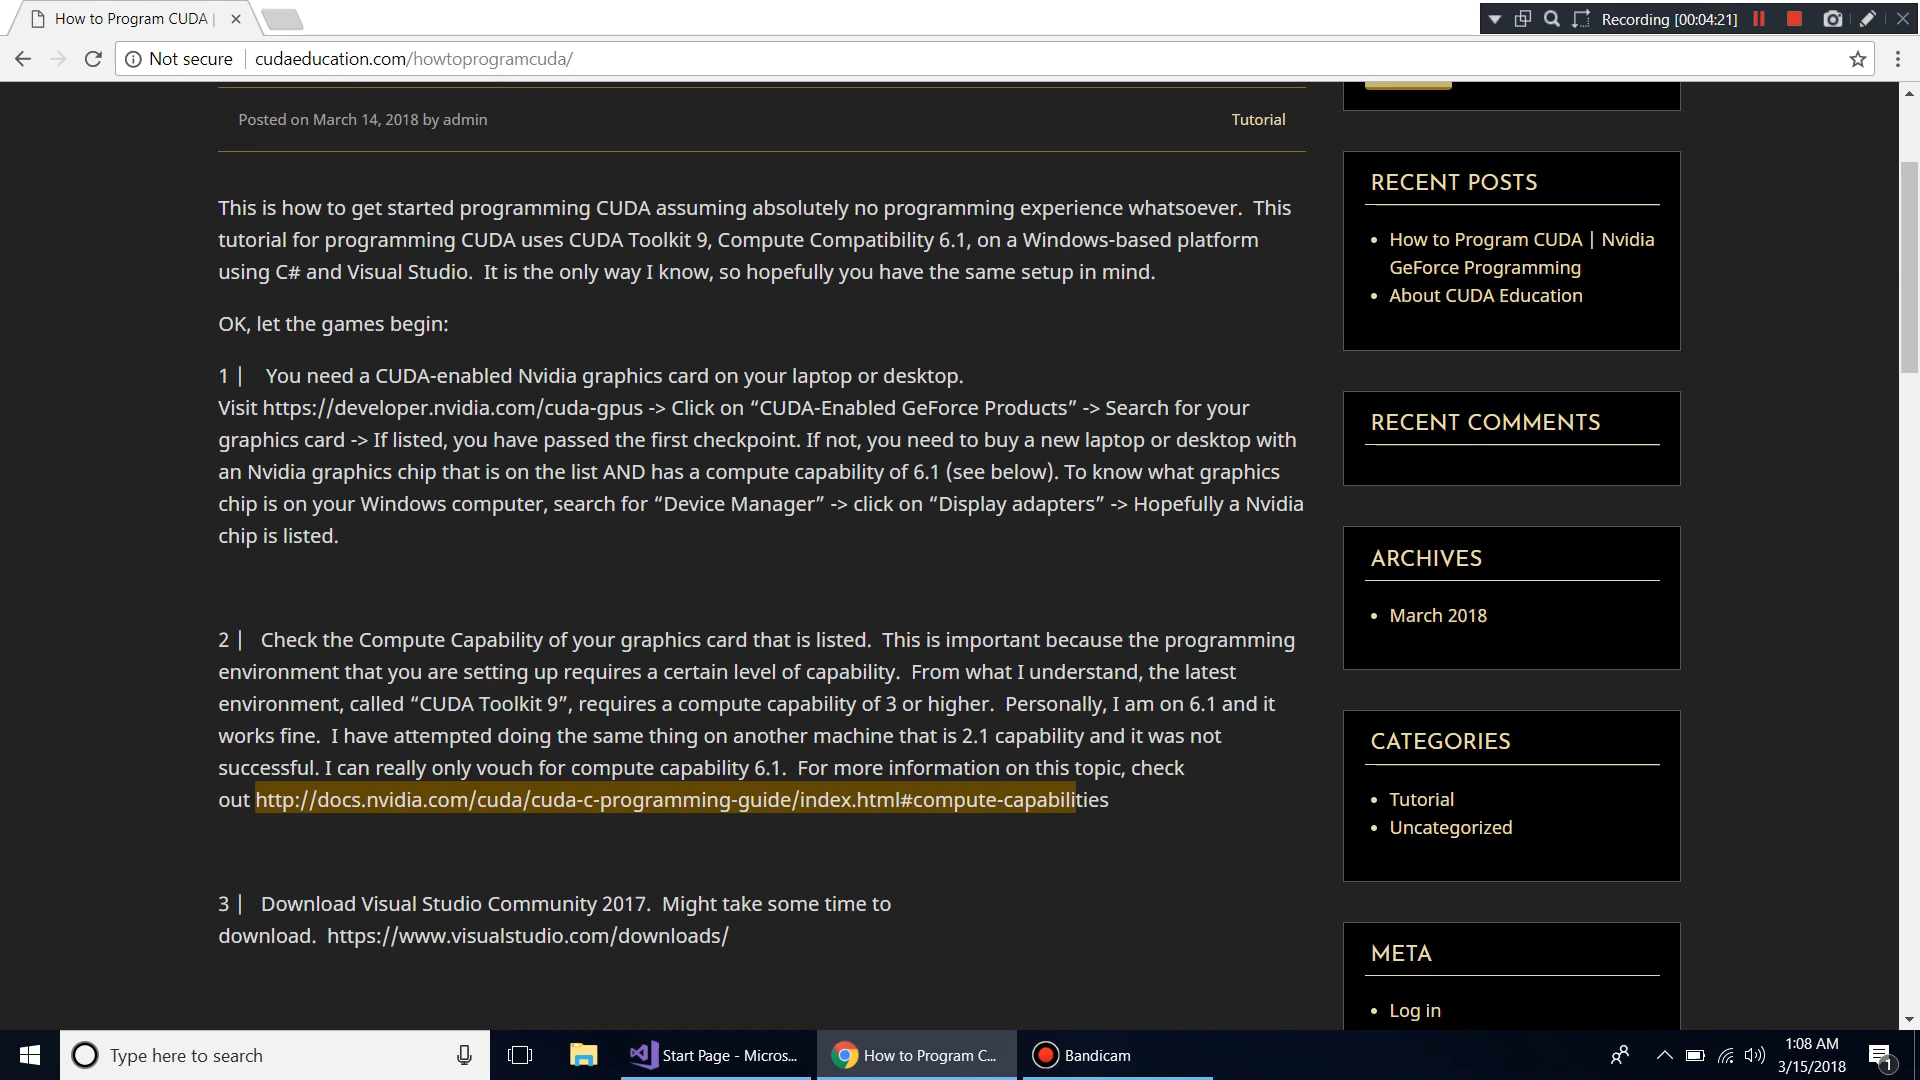 How to Program CUDA |
Recording [00:04:21]
Not secure
cudaeducation.com/howtoprogramcuda/
Posted on March 14, 2018 by admin
Tutorial
This is how to get started programming CUDA assuming absolutely no programming experience whatsoever.  This
tutorial for programming CUDA uses CUDA Toolkit 9, Compute Compatibility 6.1, on a Windows-based platform
using C# and Visual Studio.  It is the only way I know, so hopefully you have the same setup in mind.
OK, let the games begin:
1 |    You need a CUDA-enabled Nvidia graphics card on your laptop or desktop.
Visit https://developer.nvidia.com/cuda-gpus -> Click on “CUDA-Enabled GeForce Products” -> Search for your
graphics card -> If listed, you have passed the first checkpoint. If not, you need to buy a new laptop or desktop with
an Nvidia graphics chip that is on the list AND has a compute capability of 6.1 (see below). To know what graphics
chip is on your Windows computer, search for “Device Manager” -> click on “Display adapters” -> Hopefully a Nvidia
chip is listed.
2 |   Check the Compute Capability of your graphics card that is listed.  This is important because the programming
environment that you are setting up requires a certain level of capability.  From what I understand, the latest
environment, called “CUDA Toolkit 9”, requires a compute capability of 3 or higher.  Personally, I am on 6.1 and it
works fine.  I have attempted doing the same thing on another machine that is 2.1 capability and it was not
successful. I can really only vouch for compute capability 6.1.  For more information on this topic, check
out http://docs.nvidia.com/cuda/cuda-c-programming-guide/index.html#compute-capabilities
3 |   Download Visual Studio Community 2017.  Might take some time to
download.  https://www.visualstudio.com/downloads/
RECENT POSTS
How to Program CUDA | Nvidia
GeForce Programming
About CUDA Education
RECENT COMMENTS
ARCHIVES
March 2018
CATEGORIES
Tutorial
Uncategorized
META
Log in
Type here to search
Start Page - Micros...
How to Program C...
Bandicam
1:08 AM
3/15/2018
1